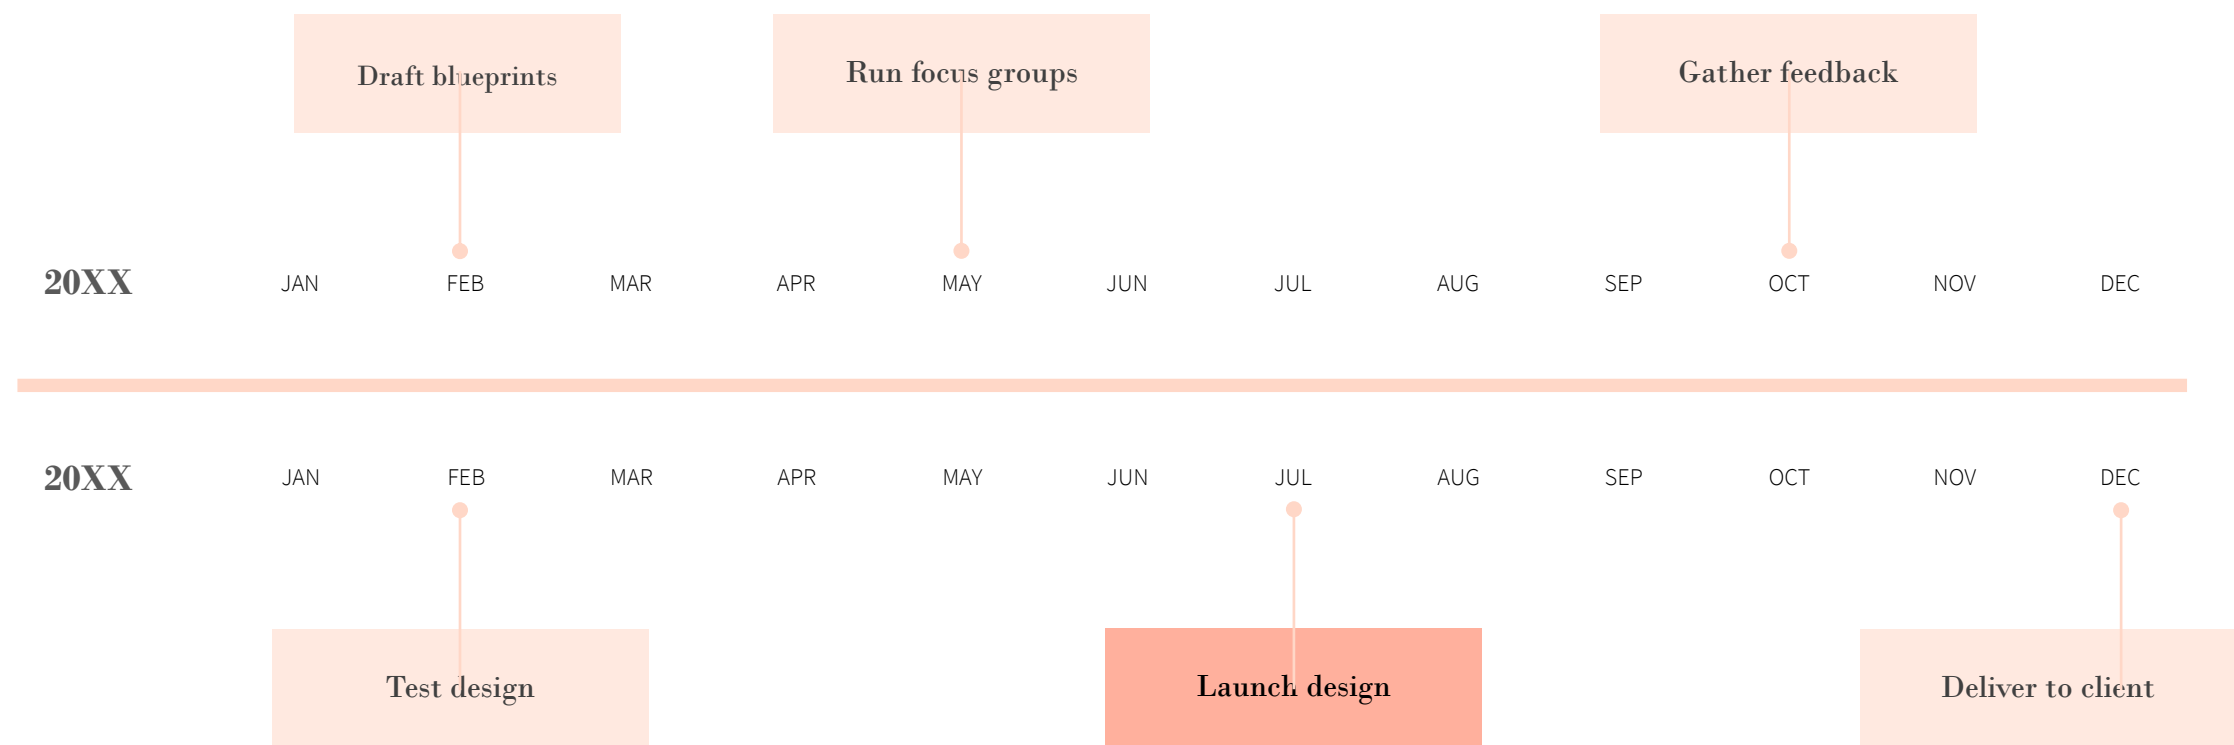 Draft blueprints
Run focus groups
Gather feedback
20XX JAN FEB MAR APR MAY JUN JUL AUG SEP OCT NOV DEC
20XX JAN FEB MAR APR MAY JUN JUL AUG SEP OCT NOV DEC
Test design
Launch design
Deliver to client